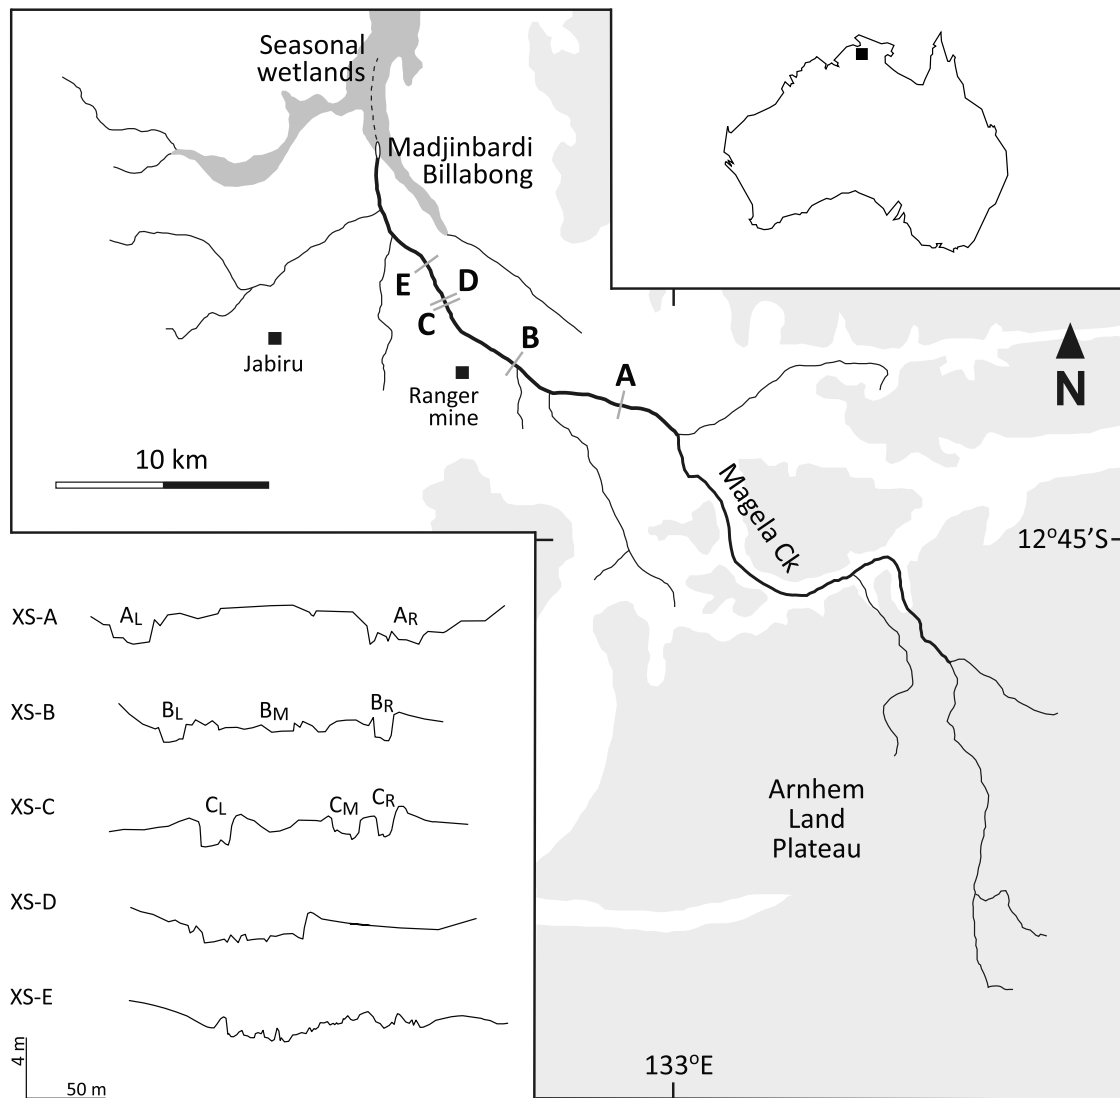 Seasonal
wetlands
Madjinbardi
Billabong
E
D
C
B
A
Jabiru
Ranger
mine
N
10 km
Magela Ck
12°45’S
XS-A
AL
AR
XS-B
BL
BM
BR
XS-C
CL
CM
CR
XS-D
XS-E
4 m
50 m
Arnhem
Land
Plateau
133°E